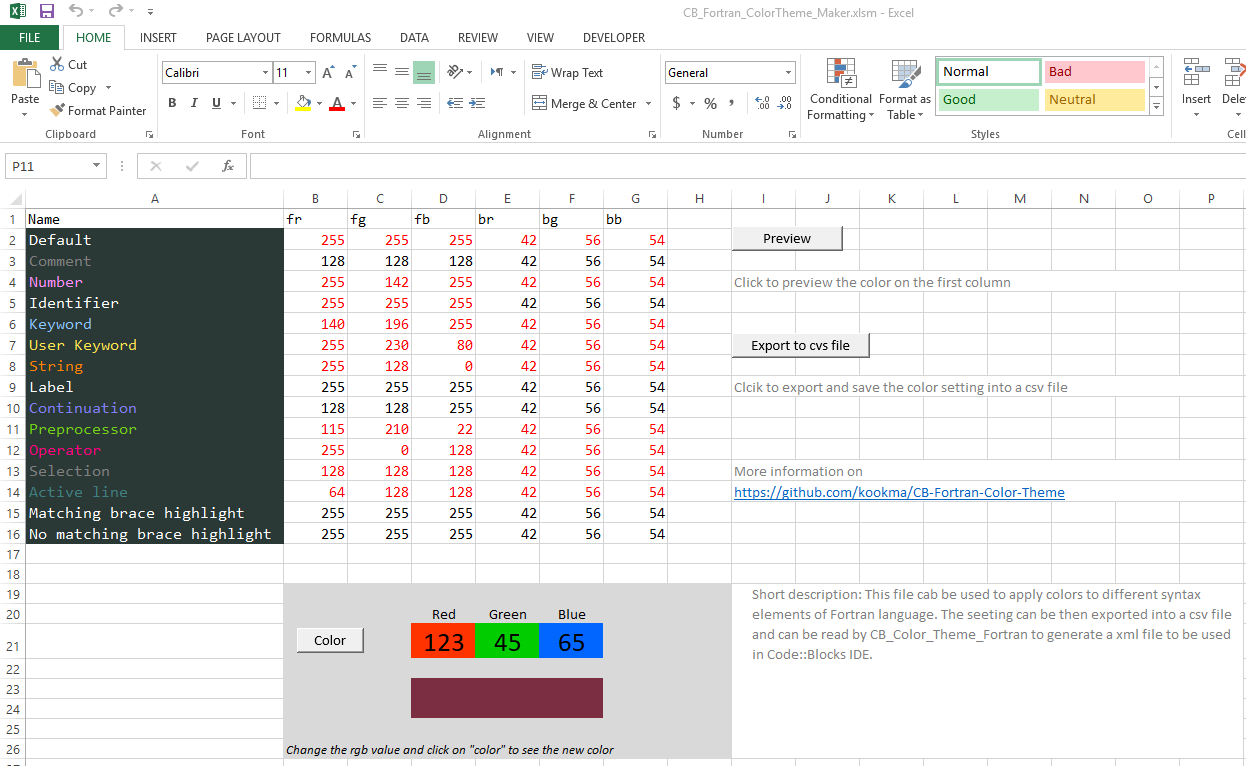 CB_Fortran_ColorTheme_Maker.xlsm - Excel
FILE HOME INSERT PAGE LAYOUT FORMULAS DATA REVIEW VIEW DEVELOPER
Paste
Cut
Copy
Format Painter
Clipboard
Calibri 11
B I U A
Font
Wrap Text
Merge & Center
Alignment
General
$ % ,
Number
Conditional Formatting
Format as Table
Normal Bad
Good Neutral
Styles
Insert
Dele
Cell
P11 fx
A B C D E F G H I J K L M N O P
1 Name fr fg fb br bg bb
2 Default 255 255 255 42 56 54 Preview
3 Comment 128 128 128 42 56 54
4 Number 255 142 255 42 56 54 Click to preview the color on the first column
5 Identifier 255 255 255 42 56 54
6 Keyword 140 196 255 42 56 54
7 User Keyword 255 230 80 42 56 54 Export to cvs file
8 String 255 128 0 42 56 54
9 Label 255 255 255 42 56 54 Clcik to export and save the color setting into a csv file
10 Continuation 128 128 255 42 56 54
11 Preprocessor 115 210 22 42 56 54
12 Operator 255 0 128 42 56 54
13 Selection 128 128 128 42 56 54 More information on
14 Active line 64 128 128 42 56 54 https://github.com/kookma/CB-Fortran-Color-Theme
15 Matching brace highlight 255 255 255 42 56 54
16 No matching brace highlight 255 255 255 42 56 54
17
18
19 Short description: This file cab be used to apply colors to different syntax
20 Red Green Blue elements of Fortran language. The seeting can be then exported into a csv file
and can be read by CB_Color_Theme_Fortran to generate a xml file to be used
21 Color 123 45 65
in Code::Blocks IDE.
22
23
24
25
26 Change the rgb value and click on "color" to see the new color